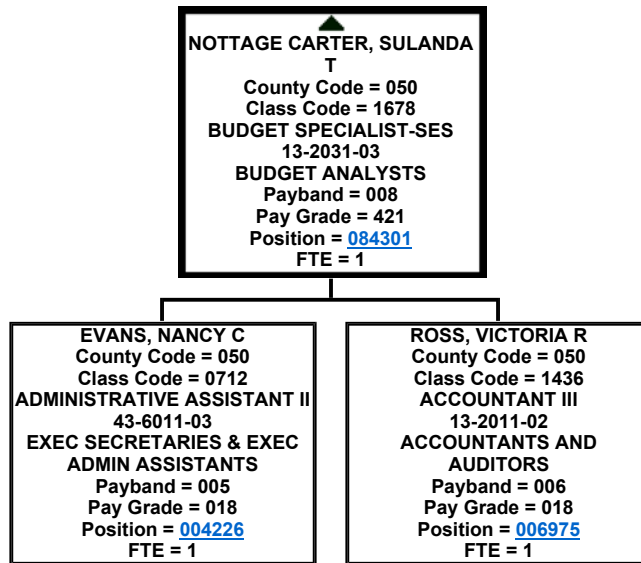 NOTTAGE CARTER, SULANDA
T
County Code = 050
Class Code = 1678
BUDGET SPECIALIST-SES
13-2031-03
BUDGET ANALYSTS
Payband = 008
Pay Grade = 421
Position = 084301
FTE = 1
EVANS, NANCY C
County Code = 050
Class Code = 0712
ADMINISTRATIVE ASSISTANT II
43-6011-03
EXEC SECRETARIES & EXEC
ADMIN ASSISTANTS
Payband = 005
Pay Grade = 018
Position = 004226
FTE = 1
ROSS, VICTORIA R
County Code = 050
Class Code = 1436
ACCOUNTANT III
13-2011-02
ACCOUNTANTS AND
AUDITORS
Payband = 006
Pay Grade = 018
Position = 006975
FTE = 1